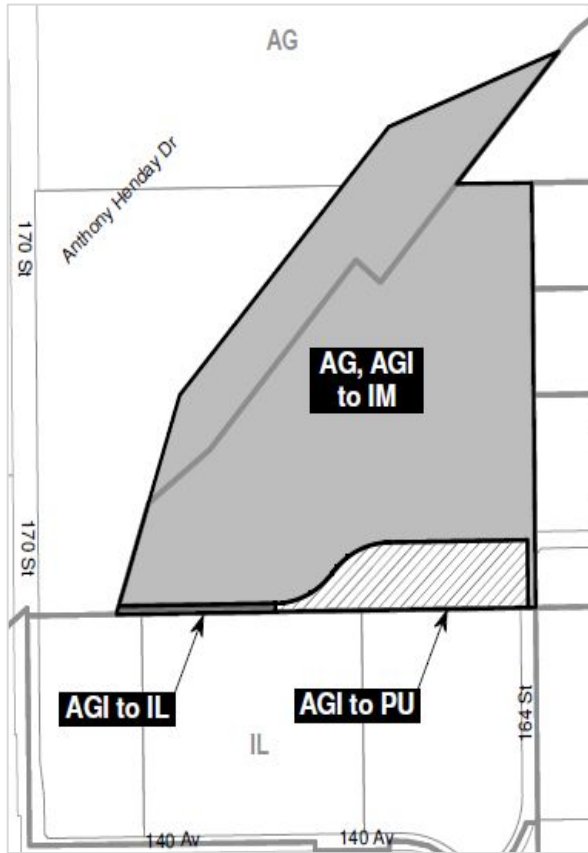 AG
Anthony Henday Dr
170 St
AG, AGI
to IM
170 St
AGI to IL
AGI to PU
164 St
IL
140 Av
140 Av